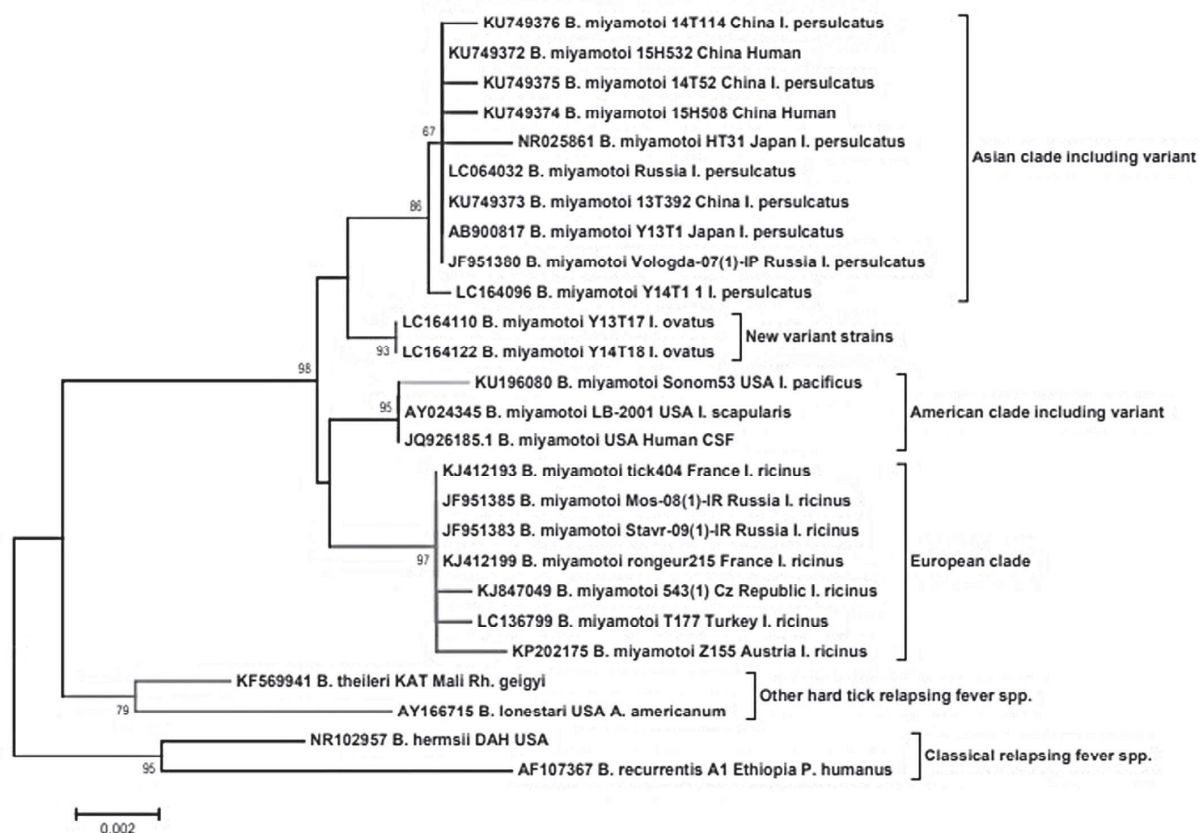 KU749376 B. miyamotoi 14T114 China I. persulcatus
KU749372 B. miyamotoi 15H532 China Human
KU749375 B. miyamotoi 14T52 China I. persulcatus
KU749374 B. miyamotoi 15H508 China Human
67
NR025861 B. miyamotoi HT31 Japan I. persulcatus
Asian clade including variant
LC064032 B. miyamotoi Russia I. persulcatus
86
KU749373 B. miyamotoi 13T392 China I. persulcatus
AB900817 B. miyamotoi Y13T1 Japan I. persulcatus
JF951380 B. miyamotoi Vologda-07(1)-IP Russia I. persulcatus
LC164096 B. miyamotoi Y14T1 1 I. persulcatus
LC164110 B. miyamotoi Y13T17 I. ovatus
New variant strains
93
LC164122 B. miyamotoi Y14T18 I. ovatus
98
KU196080 B. miyamotoi Sonom53 USA I. pacificus
95
AY024345 B. miyamotoi LB-2001 USA I. scapularis
American clade including variant
JQ926185.1 B. miyamotoi USA Human CSF
KJ412193 B. miyamotoi tick404 France I. ricinus
JF951385 B. miyamotoi Mos-08(1)-IR Russia I. ricinus
JF951383 B. miyamotoi Stavr-09(1)-IR Russia I. ricinus
97
KJ412199 B. miyamotoi rongeur215 France I. ricinus
European clade
KJ847049 B. miyamotoi 543(1) Cz Republic I. ricinus
LC136799 B. miyamotoi T177 Turkey I. ricinus
KP202175 B. miyamotoi Z155 Austria I. ricinus
KF569941 B. theileri KAT Mali Rh. geigyi
Other hard tick relapsing fever spp.
79
AY166715 B. lonestari USA A. americanum
NR102957 B. hermsii DAH USA
Classical relapsing fever spp.
95
AF107367 B. recurrentis A1 Ethiopia P. humanus
0.002